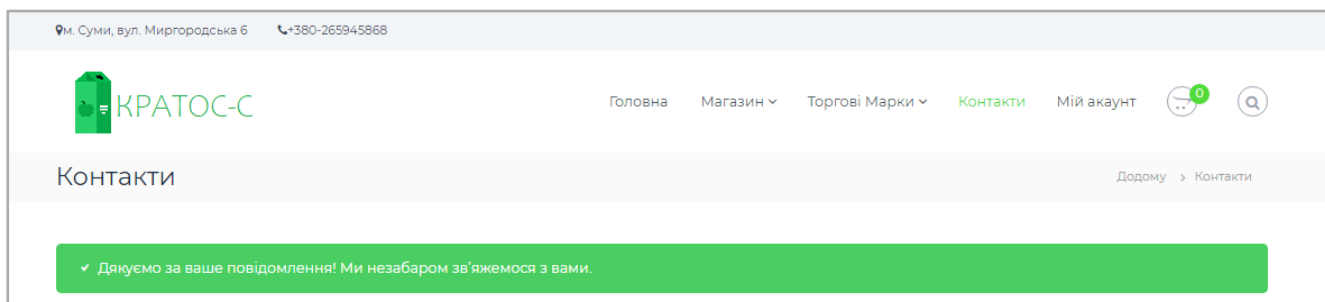 м. Суми, вул. Миргородська 6 +380-265945868
КРАТОС-С Головна Магазин Торгові Марки Контакти Мій акаунт 0
Контакти Додому > Контакти
✓ Дякуємо за ваше повідомлення! Ми незабаром зв'яжемося з вами.